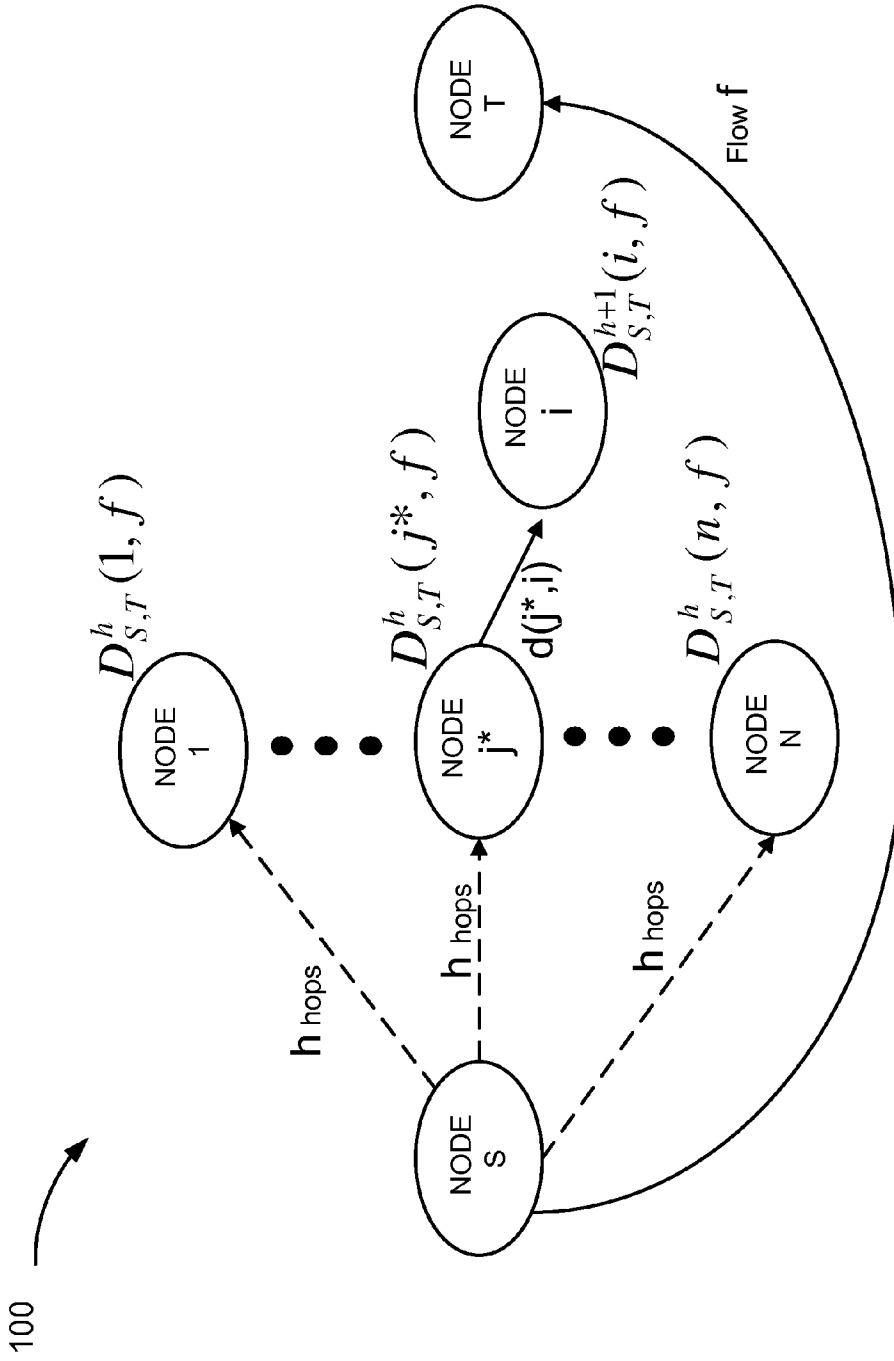 100
NODE
S
h hops
h hops
h hops
NODE
1
D^h_{S,T}(1, f)
NODE
j*
D^h_{S,T}(j*, f)
d(j*,i)
NODE
N
D^h_{S,T}(n, f)
NODE
i
D^{h+1}_{S,T}(i, f)
NODE
T
Flow f